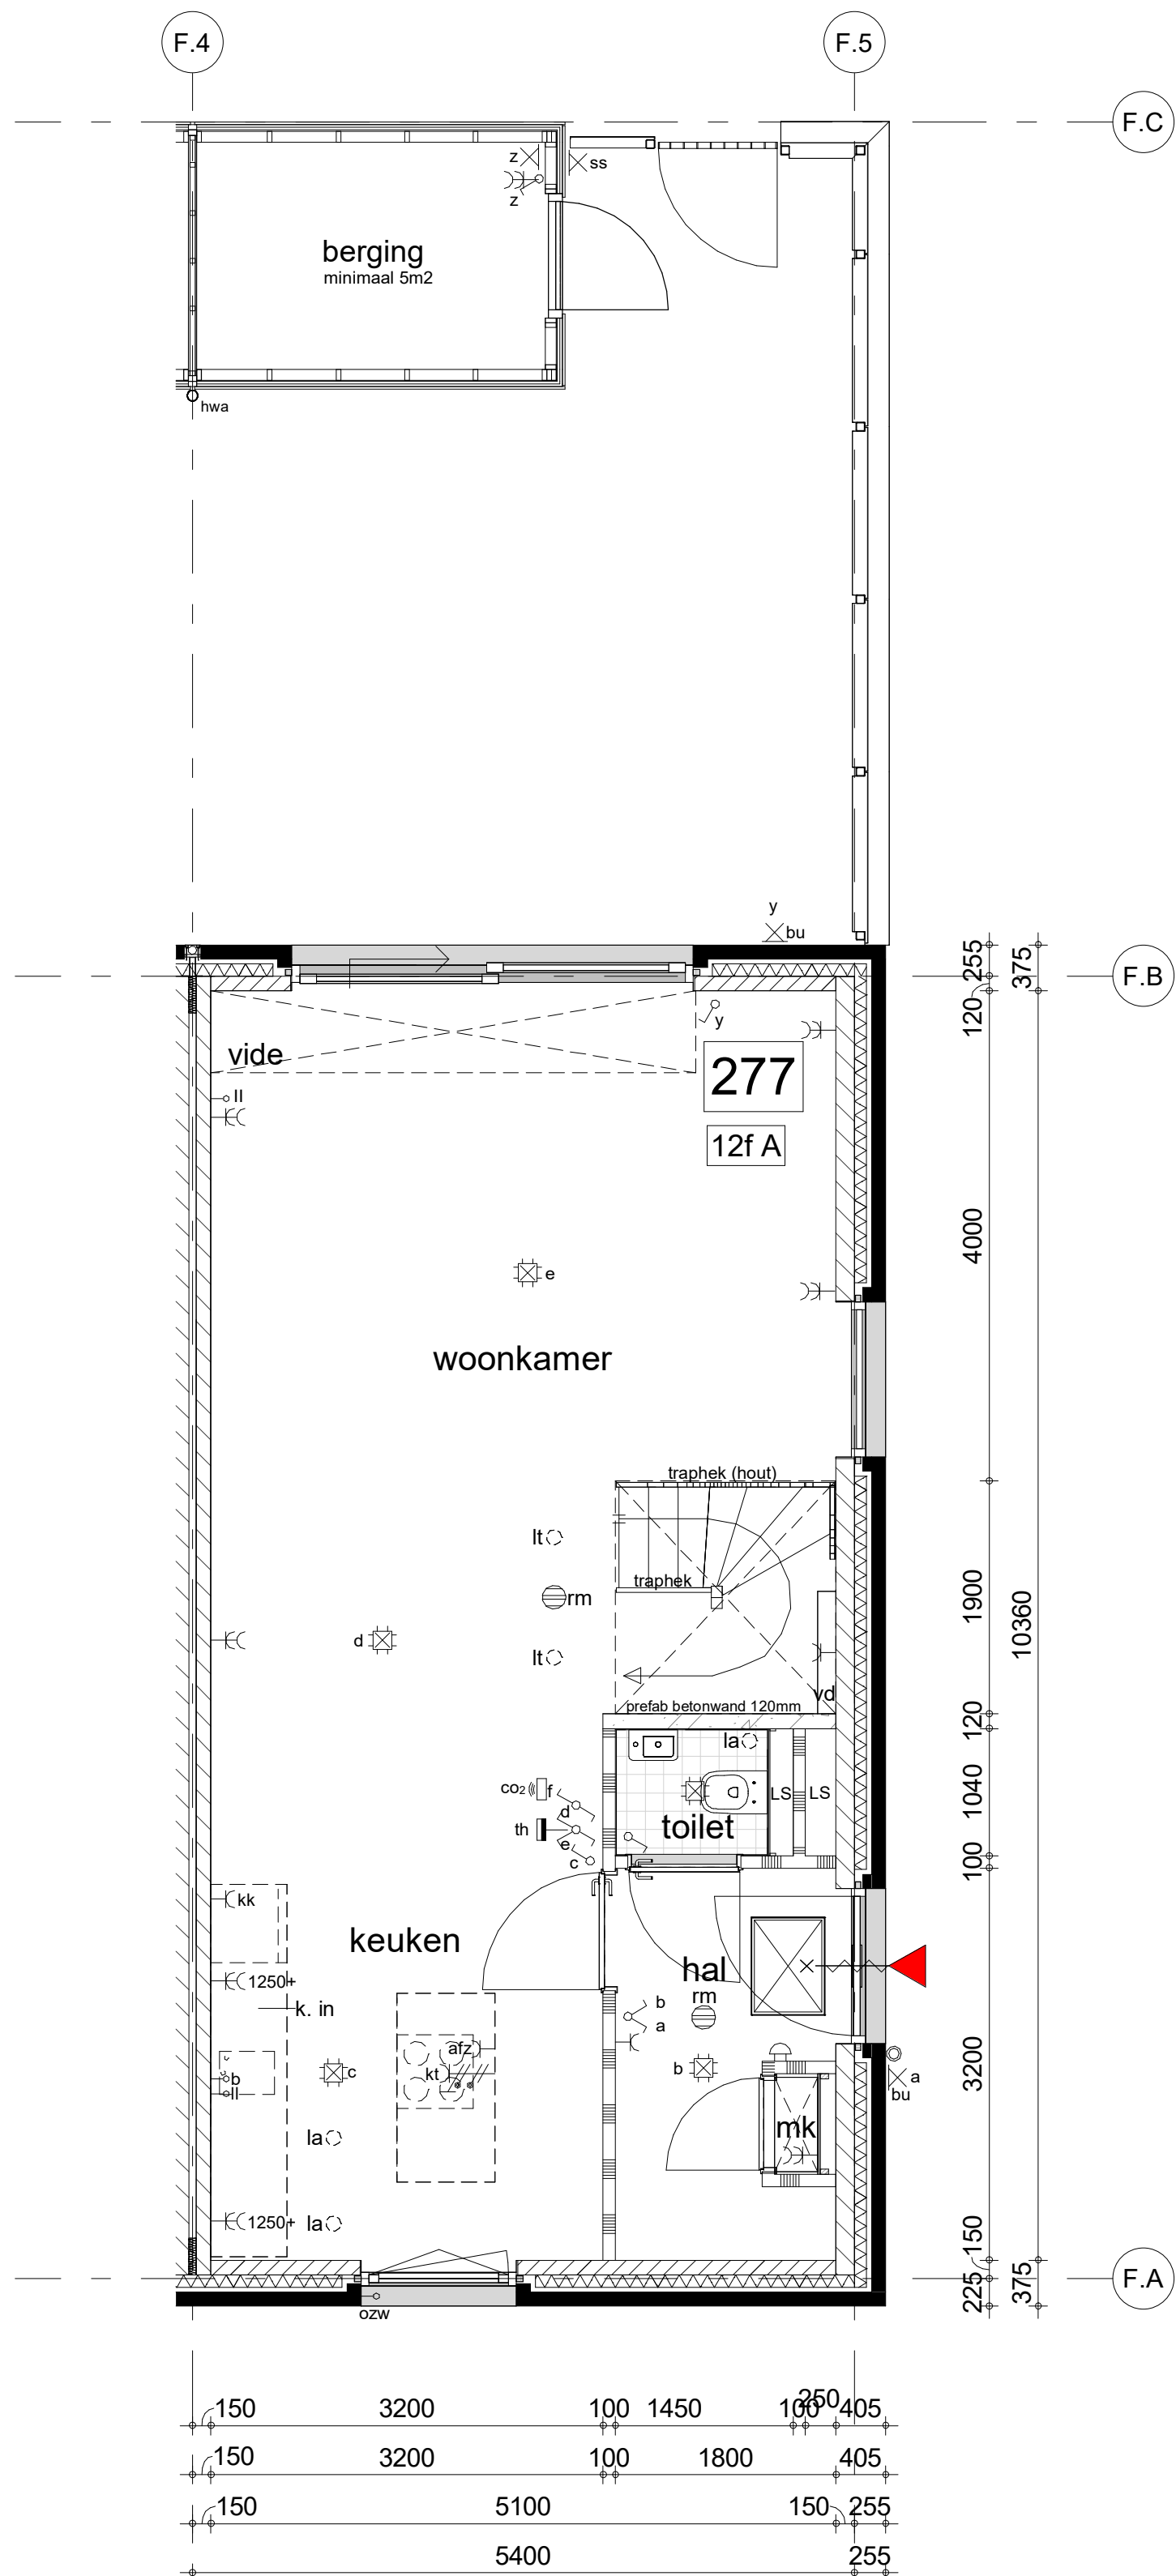 F.4
F.5
F.C
z
ss
z
berging
minimaal 5m2
hwa
y
bu
255
375
F.B
120
y
vide
277
ll
12f A
4000
e
woonkamer
traphek (hout)
lt
traphek
rm
1900
10360
d
lt
vd
prefab betonwand 120mm
120
la
co2
f
LS
LS
1040
d
th
toilet
e
c
100
kk
keuken
hal
1250+
k. in
rm
b
a
afz
3200
kt
c
b
b
a
ll
bu
mk
la
1250+
la
150
F.A
225
375
ozw
250
150
3200
100
1450
100
405
150
3200
100
1800
405
150
5100
150
255
5400
255